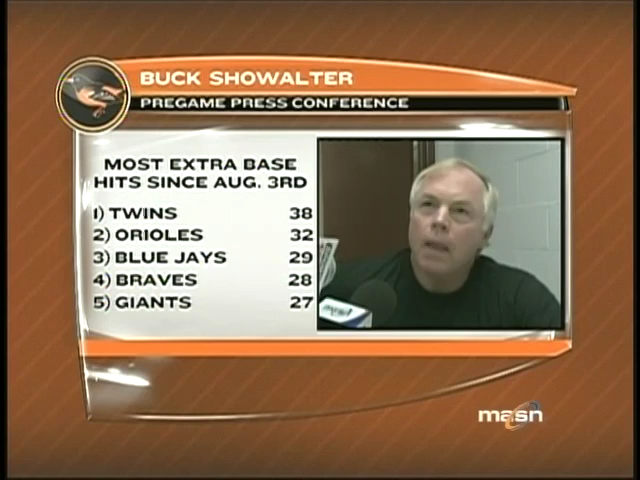 BUCK SHOWALTER
PREGAME PRESS CONFERENCE
MOST EXTRA BASE
HITS SINCE AUG. 3RD
1) TWINS 38
2) ORIOLES 32
3) BLUE JAYS 29
4) BRAVES 28
5) GIANTS 27
masn
masn